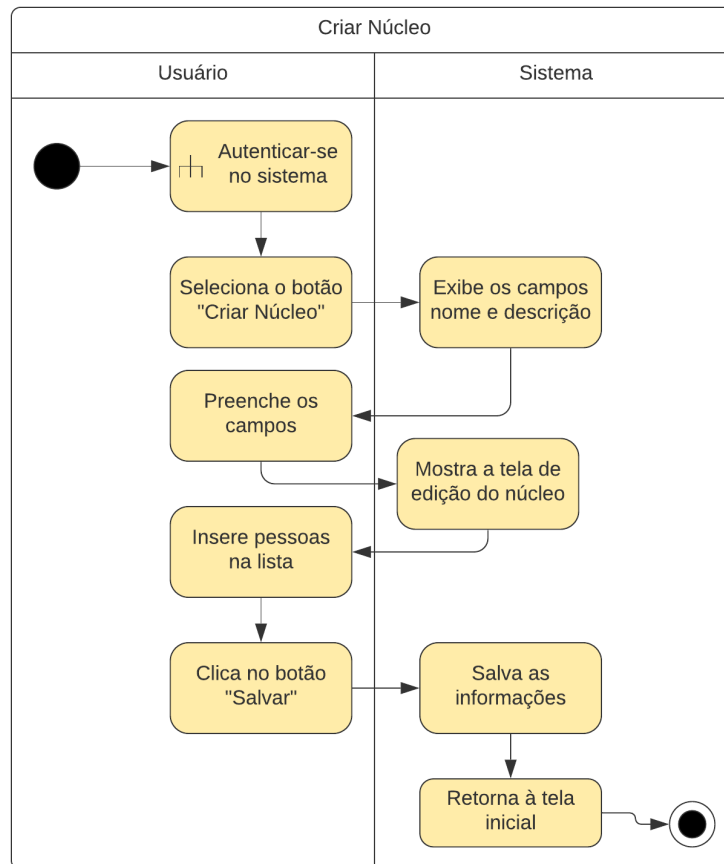 Criar Núcleo
Usuário
Sistema
Autenticar-se
no sistema
Seleciona o botão
"Criar Núcleo"
Exibe os campos
nome e descrição
Preenche os
campos
Mostra a tela de
edição do núcleo
Insere pessoas
na lista
Clica no botão
"Salvar"
Salva as
informações
Retorna à tela
inicial